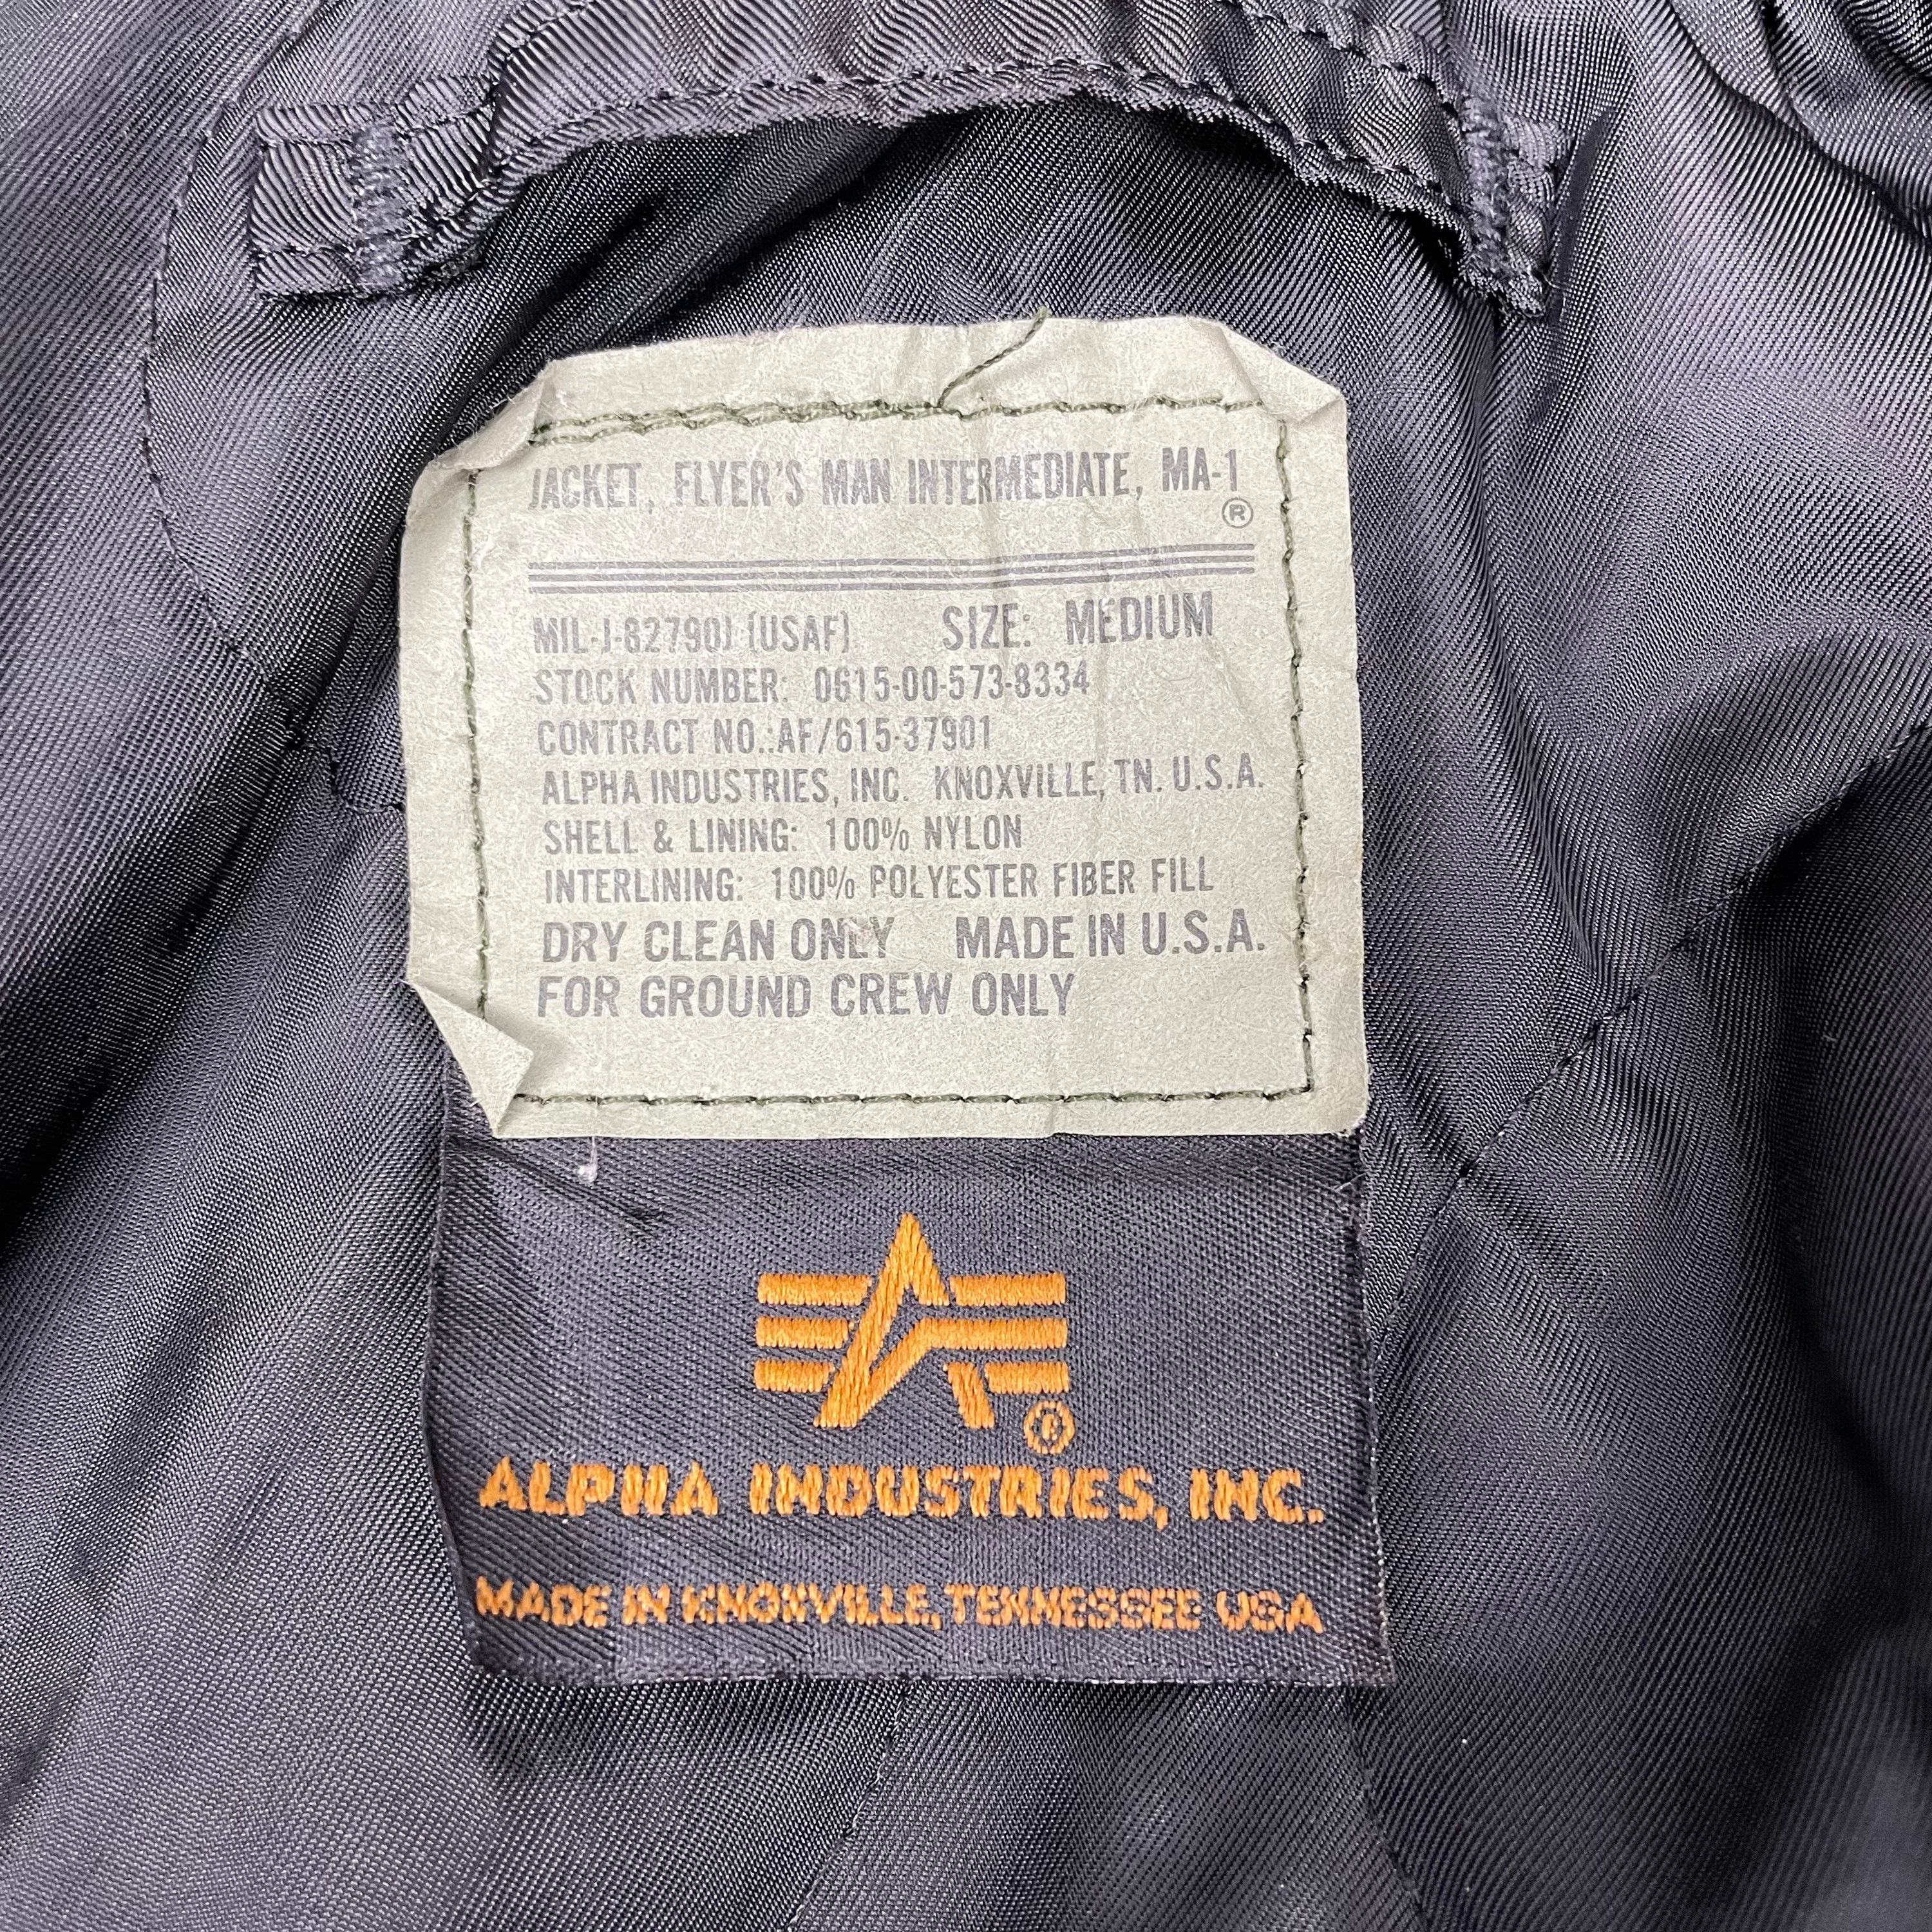 JACKET, FLYER'S MAN INTERMEDIATE, MA-1
®
MIL-J-82790J (USAF) SIZE: MEDIUM
STOCK NUMBER: 0615-00-573-8334
CONTRACT NO.:AF/615-37901
ALPHA INDUSTRIES, INC. KNOXVILLE, TN. U.S.A.
SHELL & LINING: 100% NYLON
INTERLINING: 100% POLYESTER FIBER FILL
DRY CLEAN ONLY MADE IN U.S.A.
FOR GROUND CREW ONLY
®
ALPHA INDUSTRIES, INC.
MADE IN KNOXVILLE, TENNESSEE USA